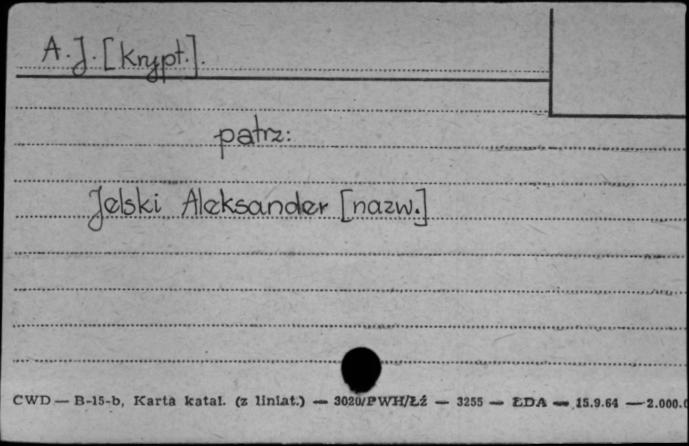 A.J. [krypt.].
patrz:
Jelski Aleksander [nazw.]
CWD — B-15-b, Karta katal. (z liniat.) — 3020/PWH/Łź — 3255 — ŁDA — 15.9.64 — 2.000.0